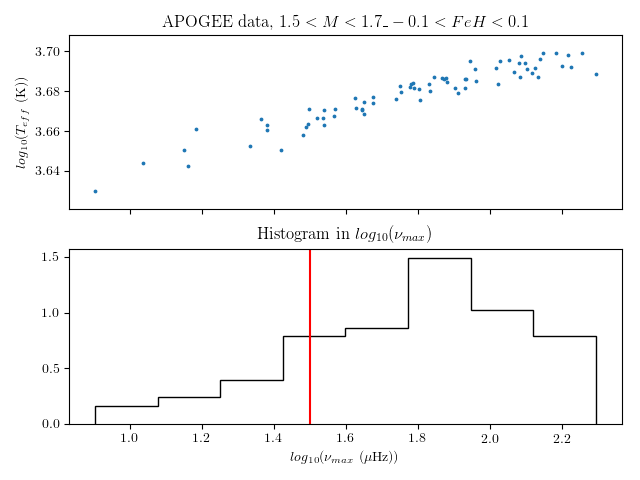 APOGEE data, 1.5 < M < 1.7_ − 0.1 < FeH < 0.1
3.70
3.68
3.66
3.64
log10(Teff (K))
Histogram in log10(νmax)
1.5
1.0
0.5
0.0
1.0 1.2 1.4 1.6 1.8 2.0 2.2
log10(νmax (μHz))